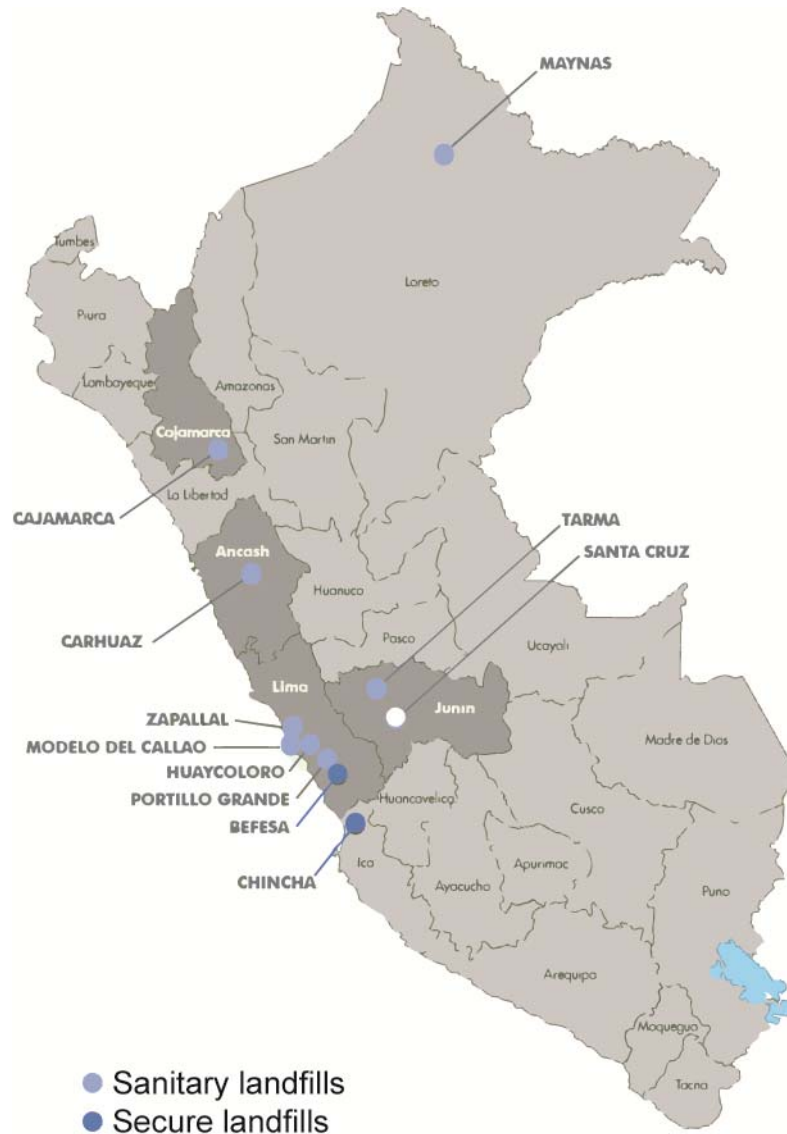 MAYNAS
Tumbes
Loreto
Piura
Lambayeque
Amazonas
Cajamarca
San Martin
La Libertad
CAJAMARCA
TARMA
Ancash
SANTA CRUZ
Huanuco
CARHUAZ
Pasco
Ucayali
Lima
Junin
ZAPALLAL
MODELO DEL CALLAO
Madre de Dios
HUAYCOLORO
PORTILLO GRANDE
Huancavelica
Cusco
BEFESA
Ica
Apurimac
CHINCHA
Ayacucho
Puno
Arequipa
Moquegua
Tacna
Sanitary landfills
Secure landfills